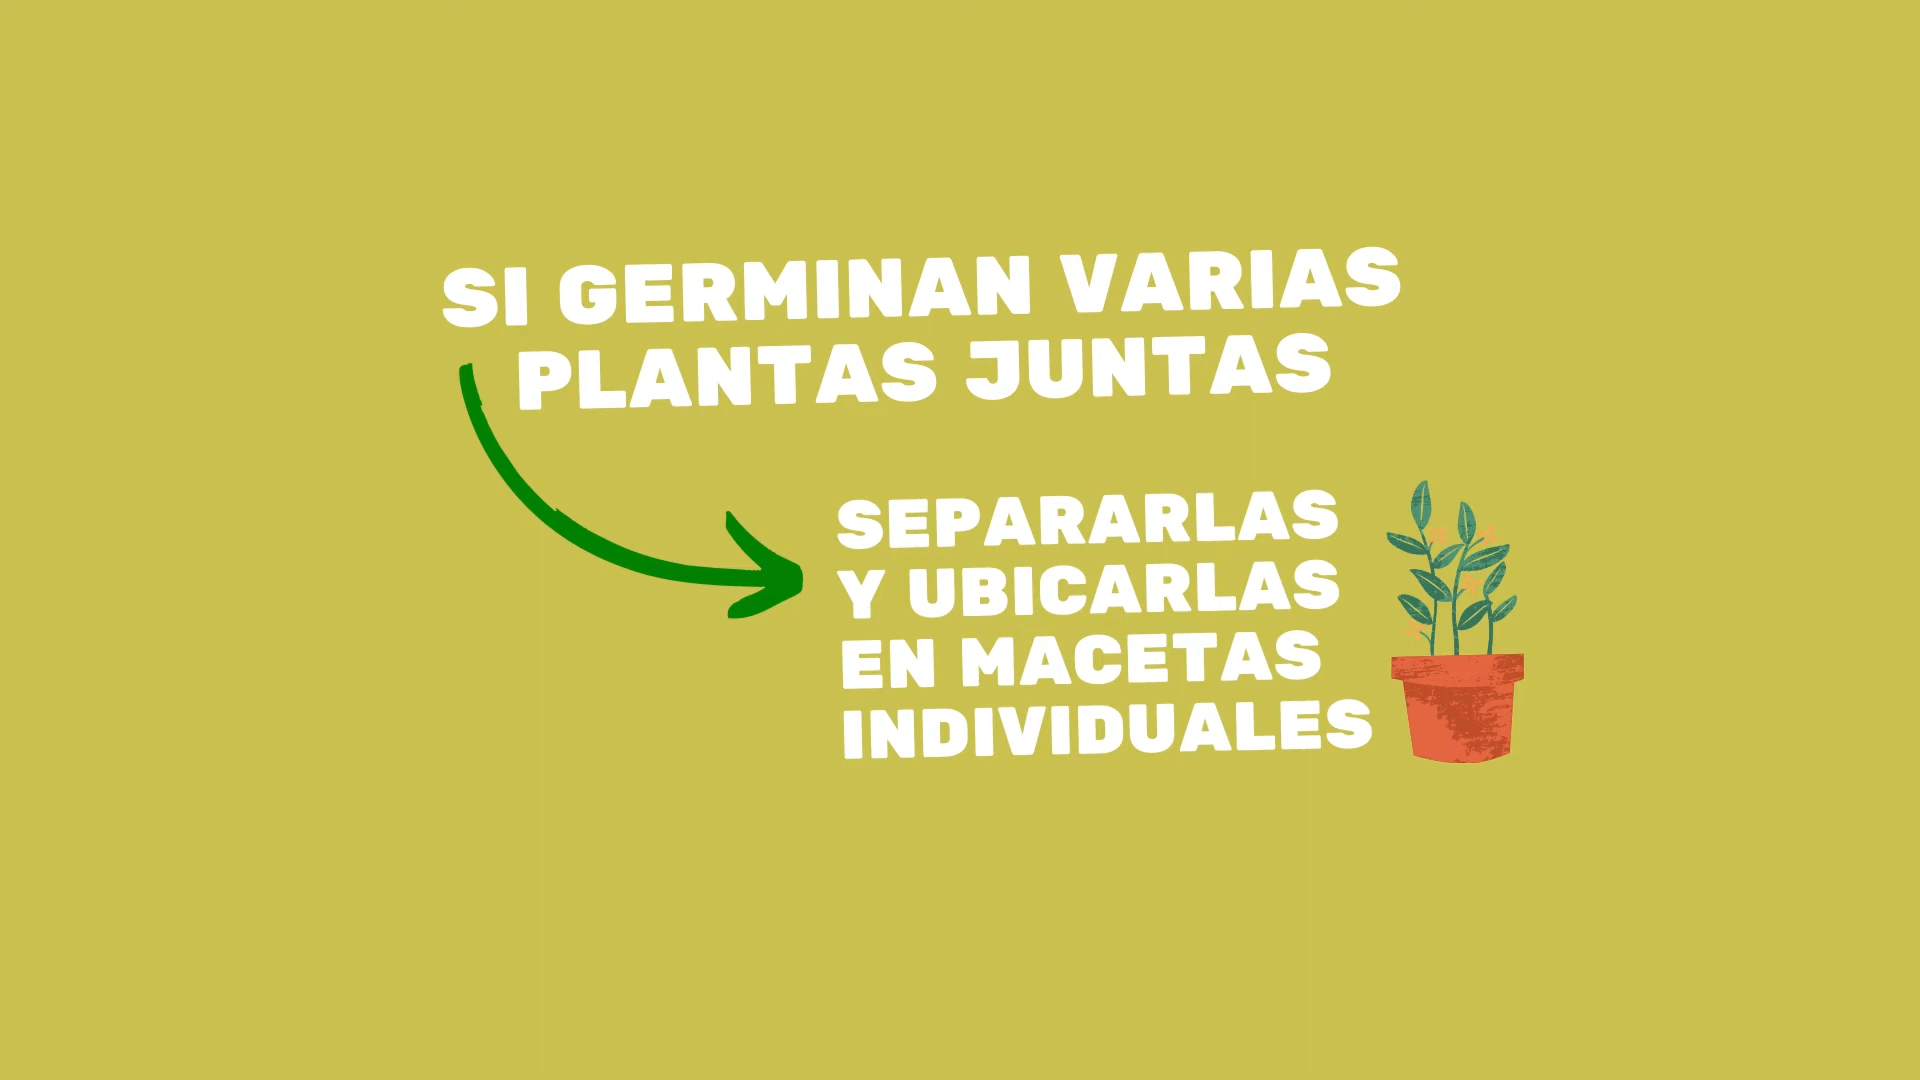 SI GERMINAN VARIAS
PLANTAS JUNTAS
SEPARARLAS
Y UBICARLAS
EN MACETAS
INDIVIDUALES